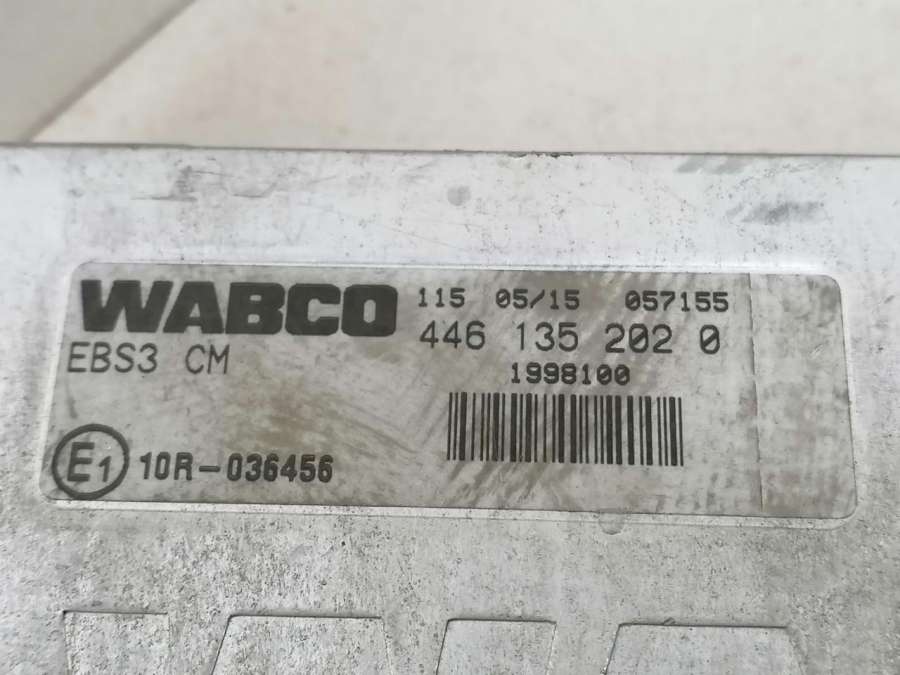 WABCO 115 05/15 057155
446 135 202 0
EBS3 CM
1998100
E1 10R-036456